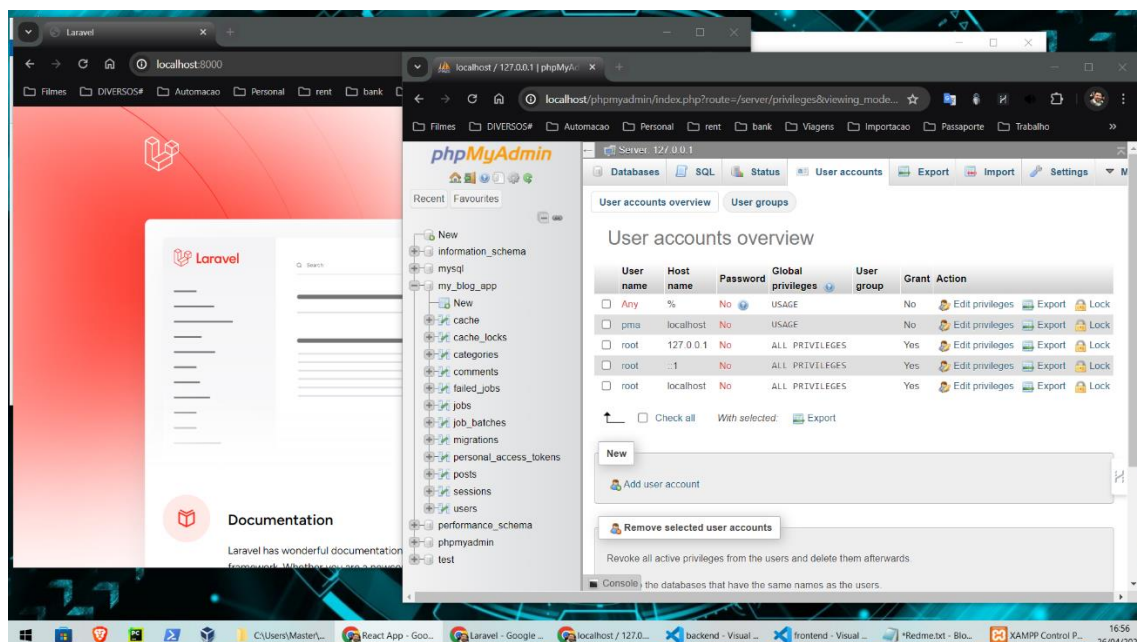 Laravel
localhost:8000
Filmes DIVERSOS# Automacao Personal rent bank
Laravel
Search
Documentation
Laravel has wonderful documentation
localhost / 127.0.0.1 | phpMyAd
localhost/phpmyadmin/index.php?route=/server/privileges&viewing_mode...
Filmes DIVERSOS# Automacao Personal rent bank Viagens Importacao Passaporte Trabalho
phpMyAdmin
Recent Favourites
New
information_schema
mysql
my_blog_app
New
cache
cache_locks
categories
comments
failed_jobs
jobs
job_batches
migrations
personal_access_tokens
posts
sessions
users
performance_schema
phpmyadmin
test
Server: 127.0.0.1
Databases SQL Status User accounts Export Import Settings M
User accounts overview User groups
User accounts overview
User name Host name Password Global privileges User group Grant Action
Any % No USAGE No Edit privileges Export Lock
pma localhost No USAGE No Edit privileges Export Lock
root 127.0.0.1 No ALL PRIVILEGES Yes Edit privileges Export Lock
root ::1 No ALL PRIVILEGES Yes Edit privileges Export Lock
root localhost No ALL PRIVILEGES Yes Edit privileges Export Lock
Check all With selected: Export
New
Add user account
Remove selected user accounts
Revoke all active privileges from the users and delete them afterwards.
Console the databases that have the same names as the users.
C:\Users\Master\... React App - Goo... Laravel - Google ... localhost / 127.0... backend - Visual ... frontend - Visual ... *Redme.txt - Blo... XAMPP Control P...
16:56